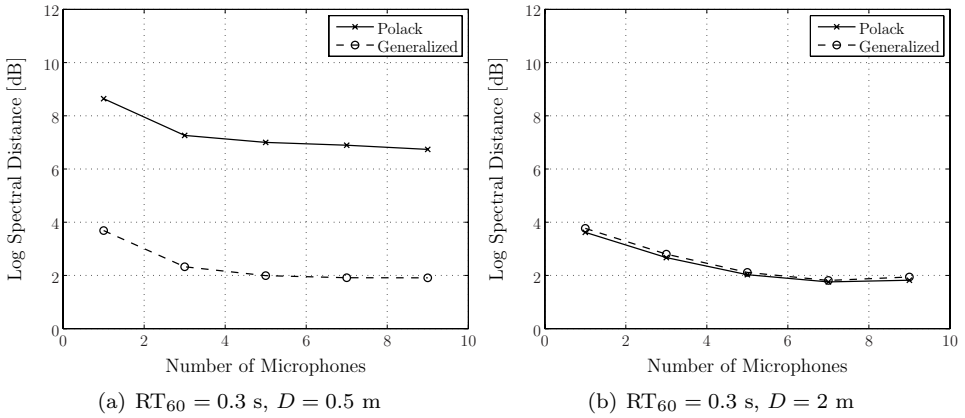 12
10
8
6
4
2
0
Log Spectral Distance [dB]
Polack
Generalized
0 2 4 6 8 10
Number of Microphones
(a) RT₆₀ = 0.3 s, D = 0.5 m
12
10
8
6
4
2
0
Log Spectral Distance [dB]
Polack
Generalized
0 2 4 6 8 10
Number of Microphones
(b) RT₆₀ = 0.3 s, D = 2 m